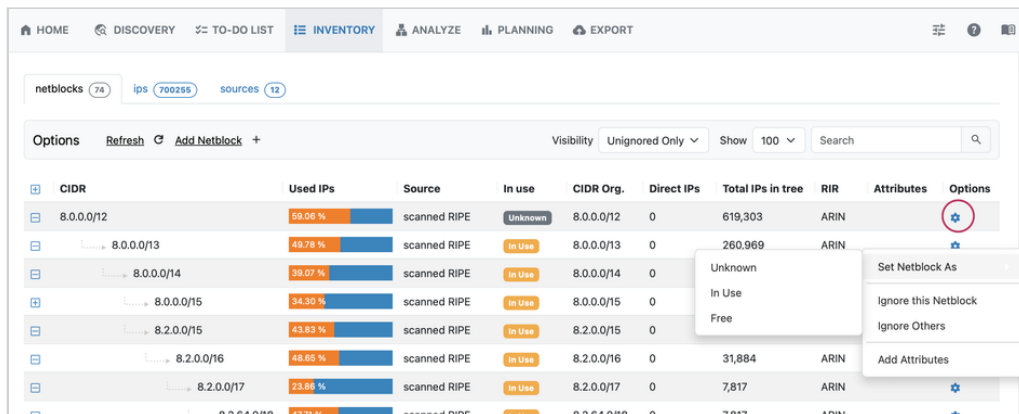 HOME DISCOVERY TO-DO LIST INVENTORY ANALYZE PLANNING EXPORT
netblocks 74 ips 700255 sources 12
Options Refresh Add Netblock + Visibility Unignored Only Show 100 Search
CIDR Used IPs Source In use CIDR Org. Direct IPs Total IPs in tree RIR Attributes Options
8.0.0.0/12 59.06 % scanned RIPE Unknown 8.0.0.0/12 0 619,303 ARIN
8.0.0.0/13 49.78 % scanned RIPE In Use 8.0.0.0/13 0 260,969 ARIN
8.0.0.0/14 39.07 % scanned RIPE In Use 8.0.0.0/14 0
8.0.0.0/15 34.30 % scanned RIPE In Use 8.0.0.0/15 0
8.2.0.0/15 43.83 % scanned RIPE In Use 8.2.0.0/15 0
8.2.0.0/16 48.65 % scanned RIPE In Use 8.2.0.0/16 0 31,884 ARIN
8.2.0.0/17 23.86 % scanned RIPE In Use 8.2.0.0/17 0 7,817 ARIN
Unknown
In Use
Free
Set Netblock As
Ignore this Netblock
Ignore Others
Add Attributes